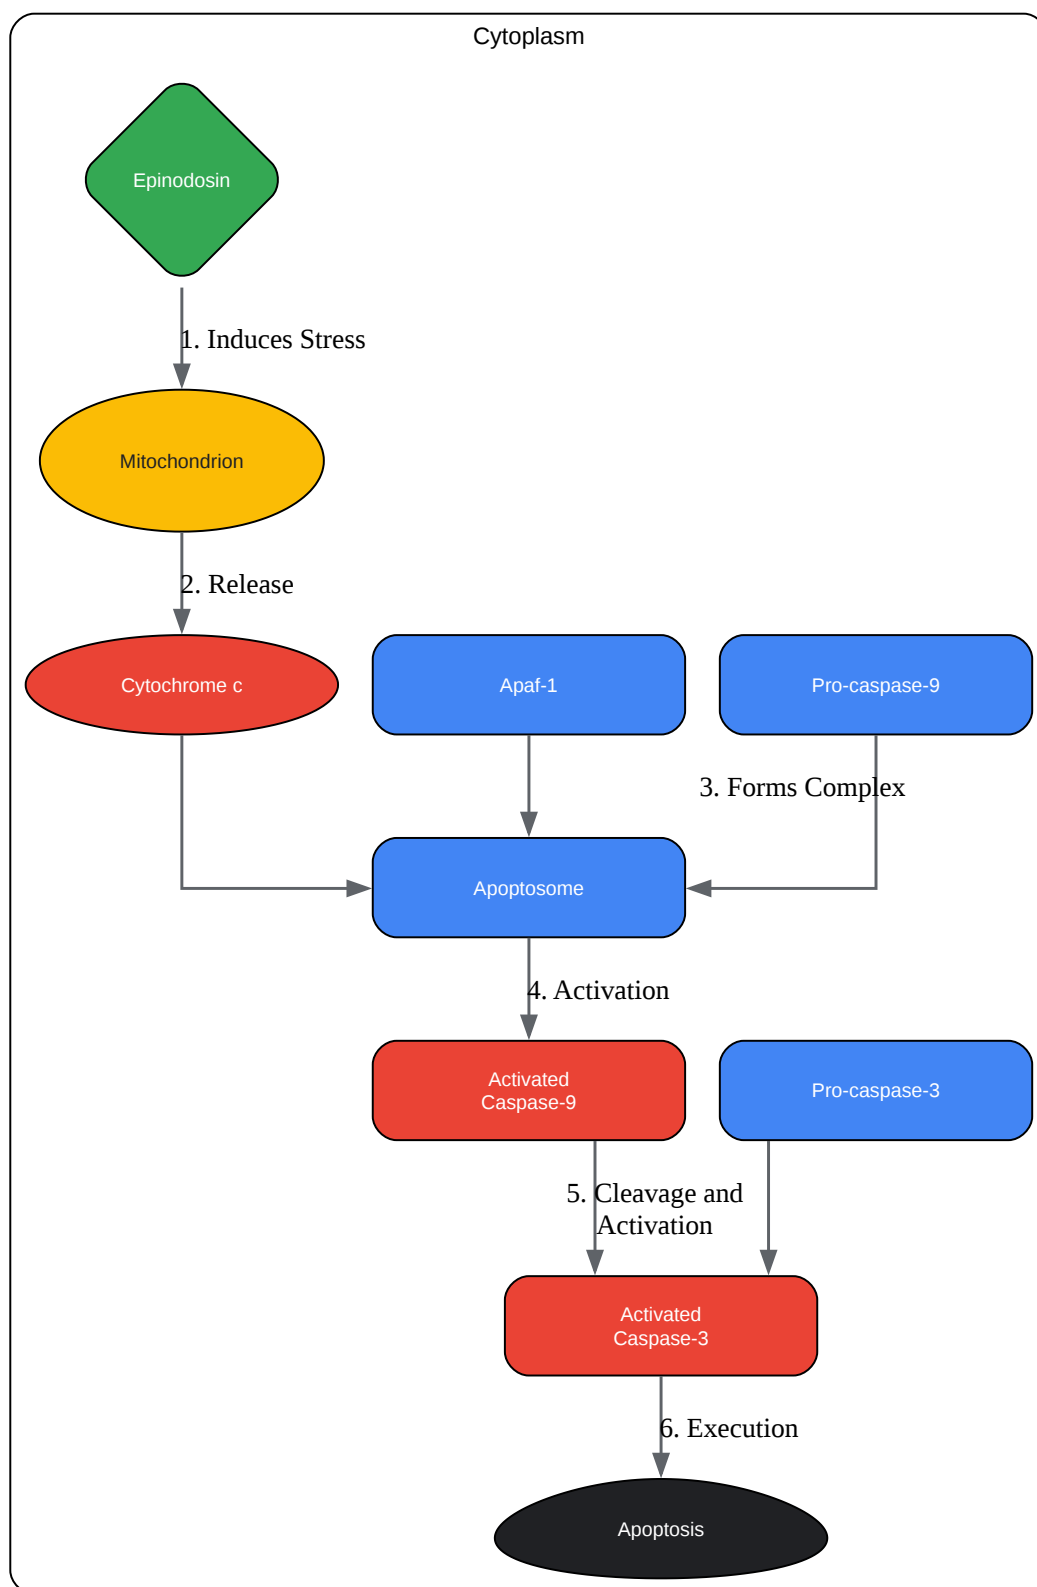 Cytoplasm
Epinodosin
1. Induces Stress
Mitochondrion
2. Release
Cytochrome c
Apaf-1
Pro-caspase-9
3. Forms Complex
Apoptosome
4. Activation
Activated
Caspase-9
Pro-caspase-3
5. Cleavage and
Activation
Activated
Caspase-3
6. Execution
Apoptosis